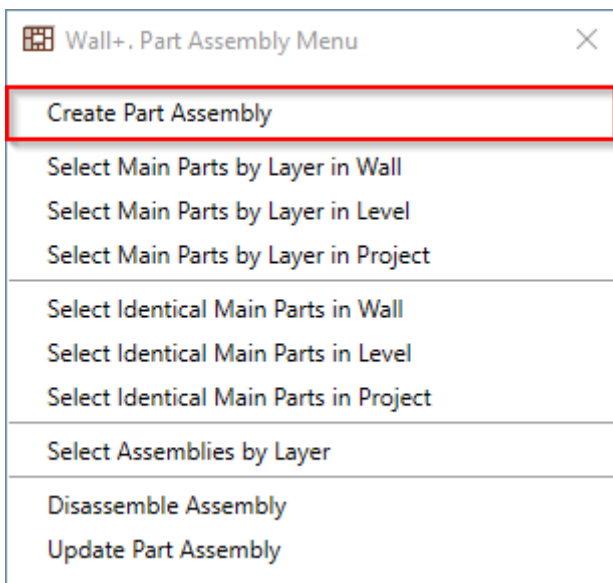 Wall+. Part Assembly Menu
Create Part Assembly
Select Main Parts by Layer in Wall
Select Main Parts by Layer in Level
Select Main Parts by Layer in Project
Select Identical Main Parts in Wall
Select Identical Main Parts in Level
Select Identical Main Parts in Project
Select Assemblies by Layer
Disassemble Assembly
Update Part Assembly